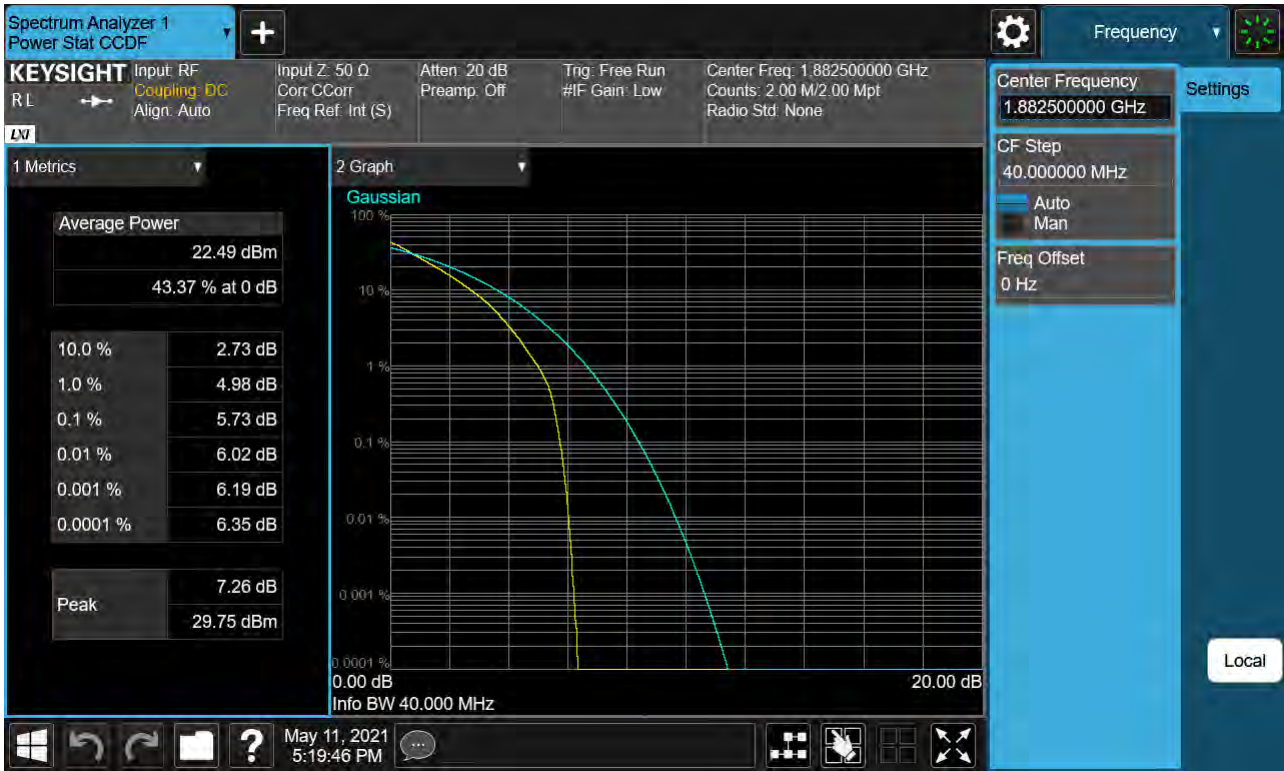 Spectrum Analyzer 1
Power Stat CCDF
+
Frequency
KEYSIGHT
RL
LXI
Input: RF
Coupling: DC
Align: Auto
Input Z: 50 Ω
Corr CCorr
Freq Ref: Int (S)
Atten: 20 dB
Preamp: Off
Trig: Free Run
#IF Gain: Low
Center Freq: 1.882500000 GHz
Counts: 2.00 M/2.00 Mpt
Radio Std: None
Center Frequency
1.882500000 GHz
Settings
CF Step
40.000000 MHz
Auto
Man
Freq Offset
0 Hz
1 Metrics
Average Power
22.49 dBm
43.37 % at 0 dB
10.0 % 2.73 dB
1.0 % 4.98 dB
0.1 % 5.73 dB
0.01 % 6.02 dB
0.001 % 6.19 dB
0.0001 % 6.35 dB
Peak
7.26 dB
29.75 dBm
2 Graph
Gaussian
100 %
10 %
1 %
0.1 %
0.01 %
0.001 %
0.0001 %
0.00 dB 20.00 dB
Info BW 40.000 MHz
Local
?
May 11, 2021
5:19:46 PM